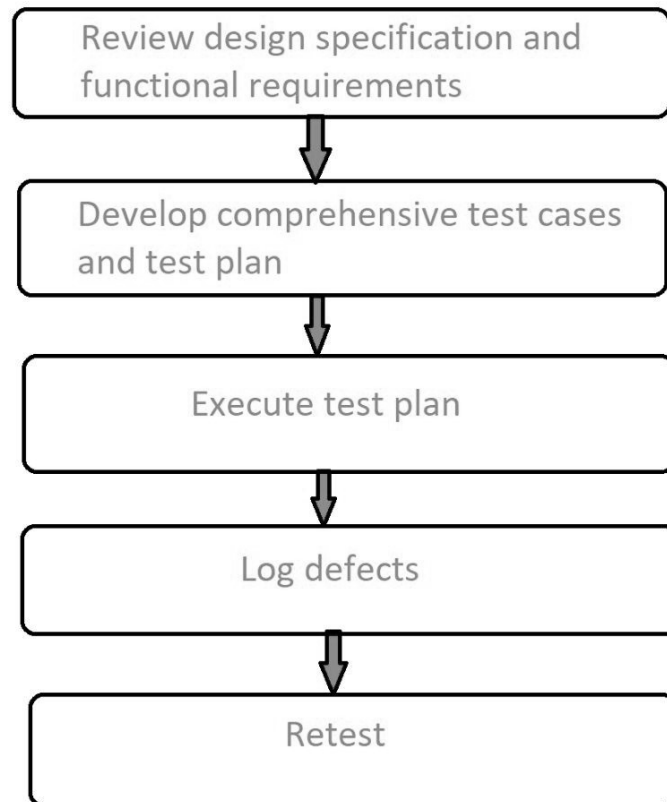 Review design specification and
functional requirements
Develop comprehensive test cases
and test plan
Execute test plan
Log defects
Retest